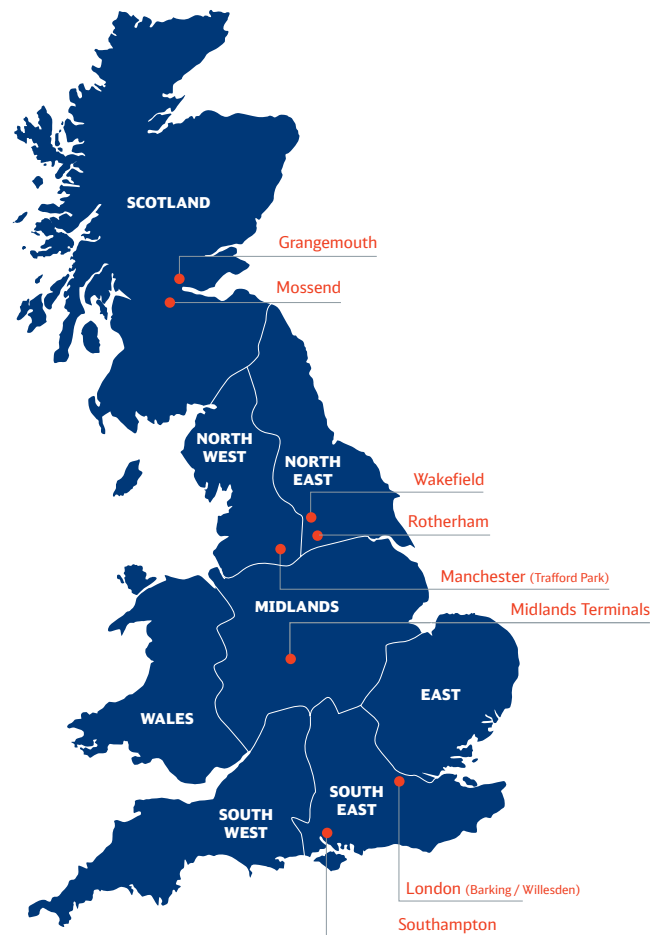 SCOTLAND
Grangemouth
Mossend
NORTH
WEST
NORTH
EAST
Wakefield
Rotherham
Manchester (Trafford Park)
MIDLANDS
Midlands Terminals
EAST
WALES
SOUTH
EAST
SOUTH
WEST
London (Barking / Willesden)
Southampton